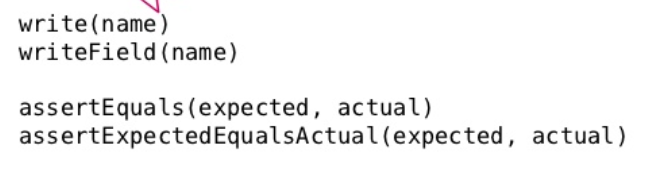 write(name)
writeField(name)
assertEquals(expected, actual)
assertExpectedEqualsActual(expected, actual)